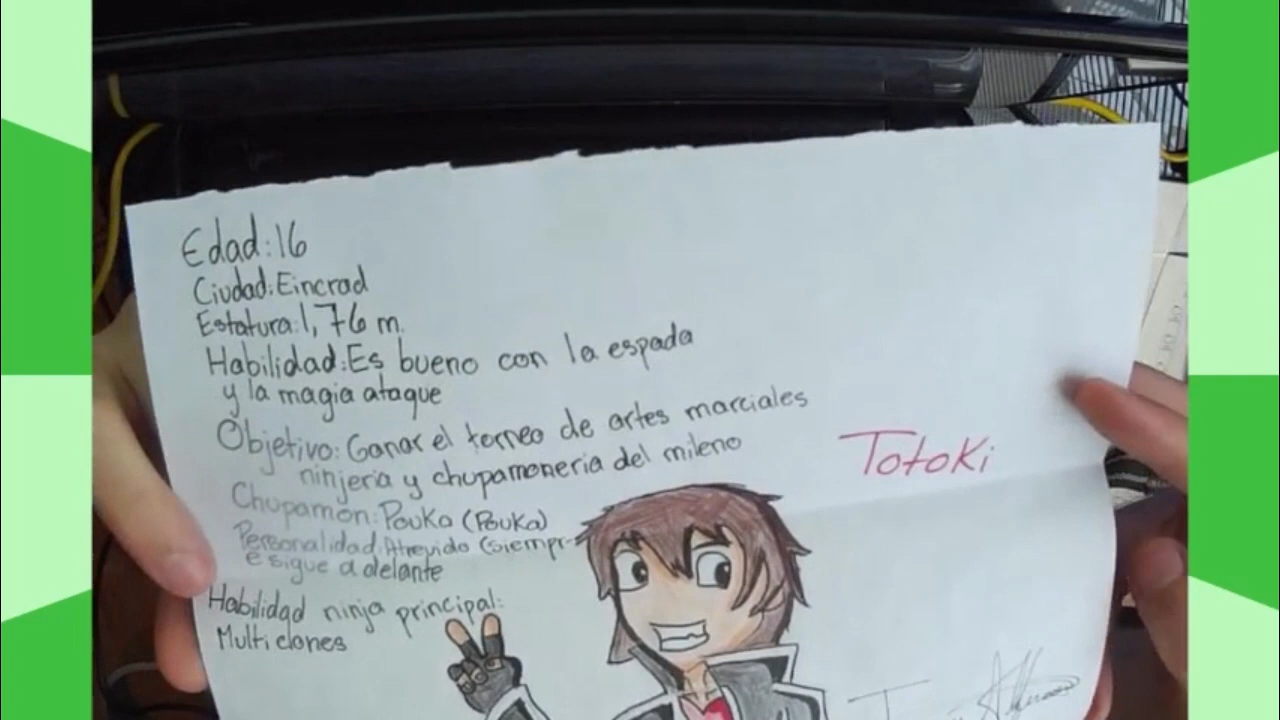 Edad:16
Ciudad:Eincrad
Estatura:1,76 m.
Habilidad:Es bueno con la espada
y la magia ataque
Objetivo: Ganar el torneo de artes marciales
ninjeria y chupamoneria del mileno
Totoki
Chupamon: Pouka (Pouka)
Personalidad:Atrevido (siempr-
e sigue adelante
Habilidad ninja principal:
Multi clones